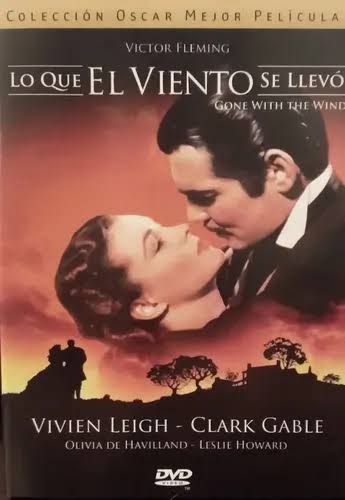 COLECCIÓN OSCAR MEJOR PELÍCULA
VICTOR FLEMING
LO QUE EL VIENTO SE LLEVÓ
GONE WITH THE WIND
VIVIEN LEIGH - CLARK GABLE
OLIVIA DE HAVILLAND - LESLIE HOWARD
DVD
VIDEO
TM